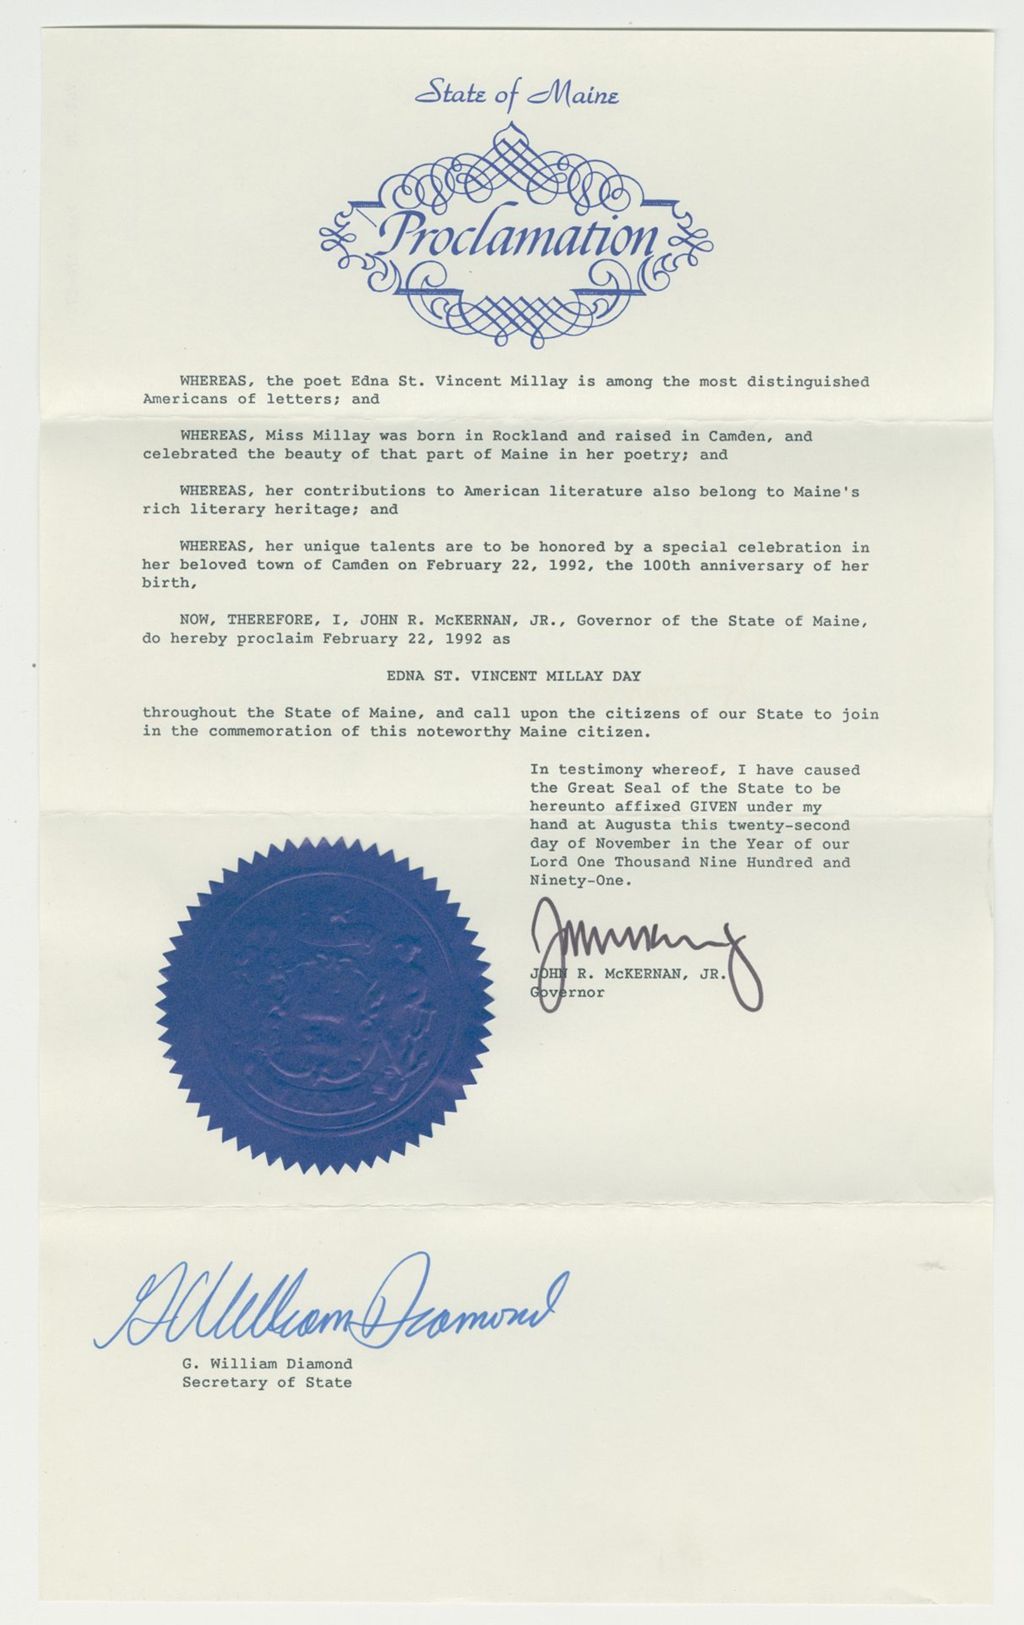 State of Maine
Proclamation
WHEREAS, the poet Edna St. Vincent Millay is among the most distinguished
Americans of letters; and
WHEREAS, Miss Millay was born in Rockland and raised in Camden, and
celebrated the beauty of that part of Maine in her poetry; and
WHEREAS, her contributions to American literature also belong to Maine's
rich literary heritage; and
WHEREAS, her unique talents are to be honored by a special celebration in
her beloved town of Camden on February 22, 1992, the 100th anniversary of her
birth,
NOW, THEREFORE, I, JOHN R. McKERNAN, JR., Governor of the State of Maine,
do hereby proclaim February 22, 1992 as
EDNA ST. VINCENT MILLAY DAY
throughout the State of Maine, and call upon the citizens of our State to join
in the commemoration of this noteworthy Maine citizen.
In testimony whereof, I have caused
the Great Seal of the State to be
hereunto affixed GIVEN under my
hand at Augusta this twenty-second
day of November in the Year of our
Lord One Thousand Nine Hundred and
Ninety-One.
JOHN R. McKERNAN, JR.
Governor
G William Diamond
G. William Diamond
Secretary of State